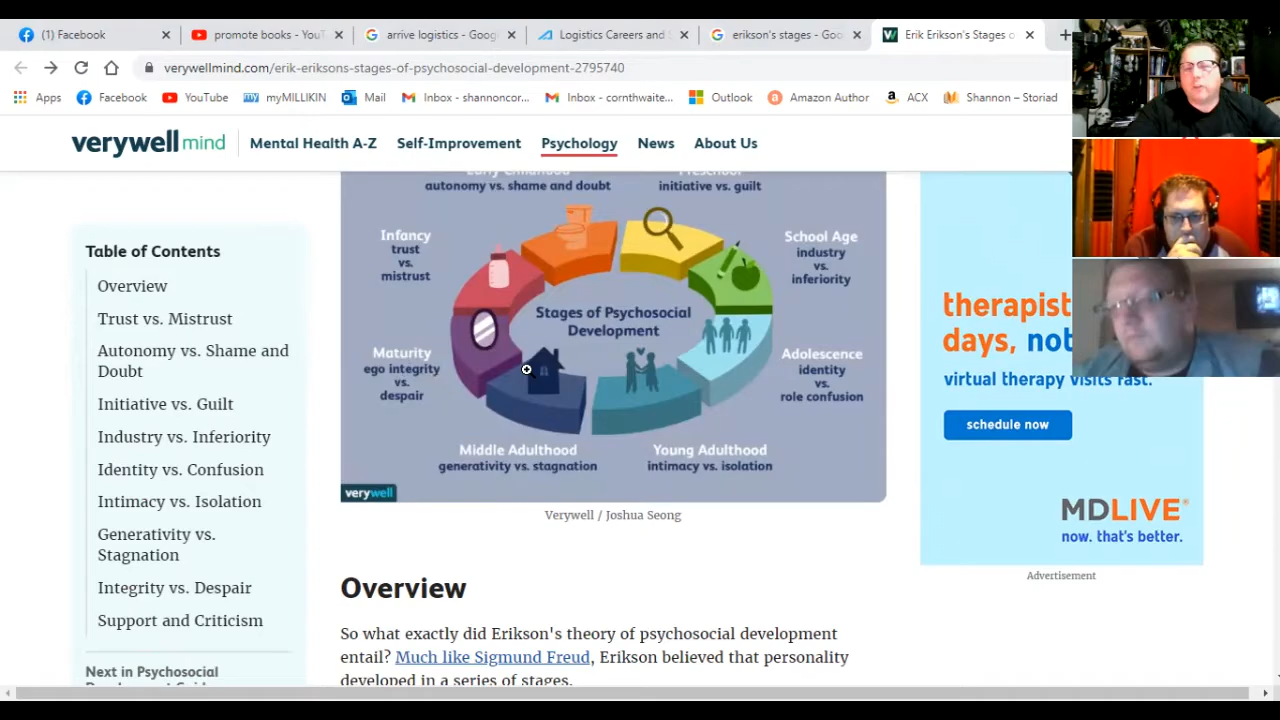 (1) Facebook
promote books - YouT
arrive logistics - Googl
Logistics Careers and
erikson's stages - Goo
Erik Erikson's Stages o
verywellmind.com/erik-eriksons-stages-of-psychosocial-development-2795740
Apps
Facebook
YouTube
myMILLIKIN
Mail
Inbox - shannoncor...
Inbox - cornthwaite...
Outlook
Amazon Author
ACX
Shannon – Storiad
verywell mind
Mental Health A-Z
Self-Improvement
Psychology
News
About Us
Table of Contents
Overview
Trust vs. Mistrust
Autonomy vs. Shame and
Doubt
Initiative vs. Guilt
Industry vs. Inferiority
Identity vs. Confusion
Intimacy vs. Isolation
Generativity vs.
Stagnation
Integrity vs. Despair
Support and Criticism
Next in Psychosocial
Early Childhood
autonomy vs. shame and doubt
Preschool
initiative vs. guilt
Infancy
trust
vs.
mistrust
School Age
industry
vs.
inferiority
Stages of Psychosocial
Development
Maturity
ego integrity
vs.
despair
Adolescence
identity
vs.
role confusion
Middle Adulthood
generativity vs. stagnation
Young Adulthood
intimacy vs. isolation
verywell
Verywell / Joshua Seong
Overview
So what exactly did Erikson's theory of psychosocial development
entail? Much like Sigmund Freud, Erikson believed that personality
developed in a series of stages.
therapist
days, not
virtual therapy visits fast.
schedule now
MDLIVE
now. that's better.
Advertisement